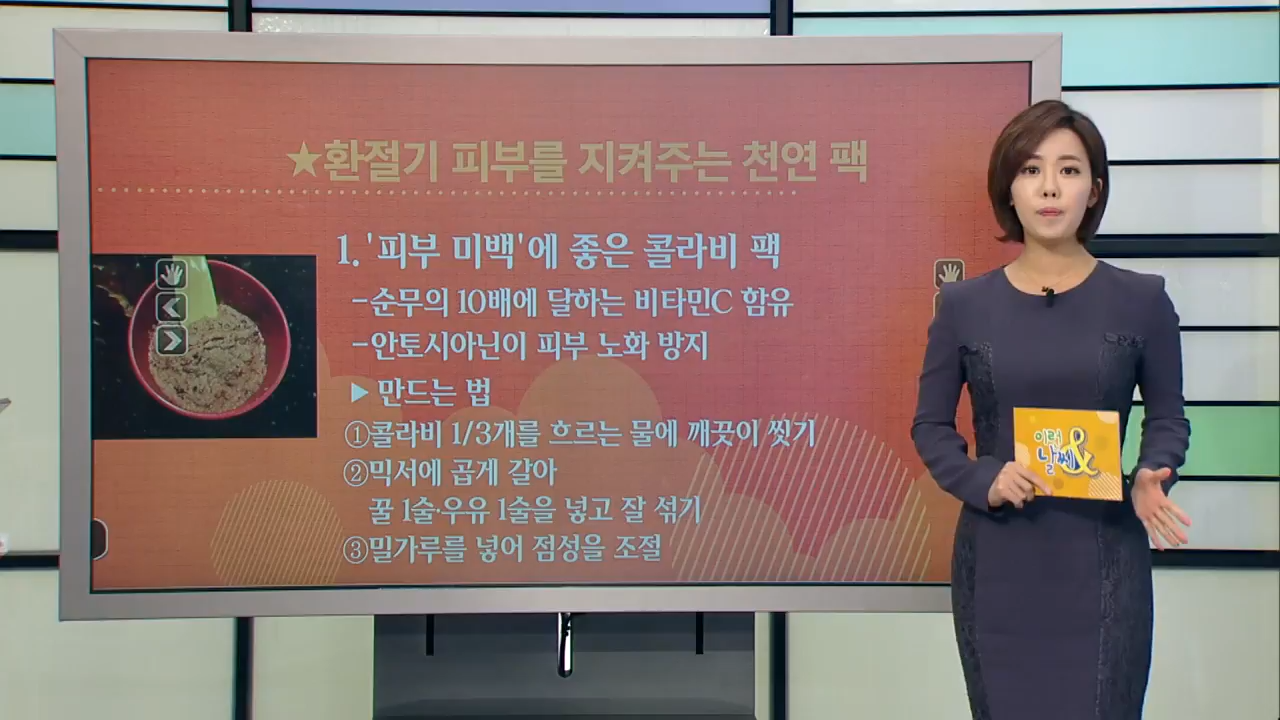 ★환절기 피부를 지켜주는 천연 팩
1. '피부 미백'에 좋은 콜라비 팩
-순무의 10배에 달하는 비타민C 함유
-안토시아닌이 피부 노화 방지
▶ 만드는 법
①콜라비 1/3개를 흐르는 물에 깨끗이 씻기
②믹서에 곱게 갈아
꿀 1술·우유 1술을 넣고 잘 섞기
③밀가루를 넣어 점성을 조절
이런
날씨&